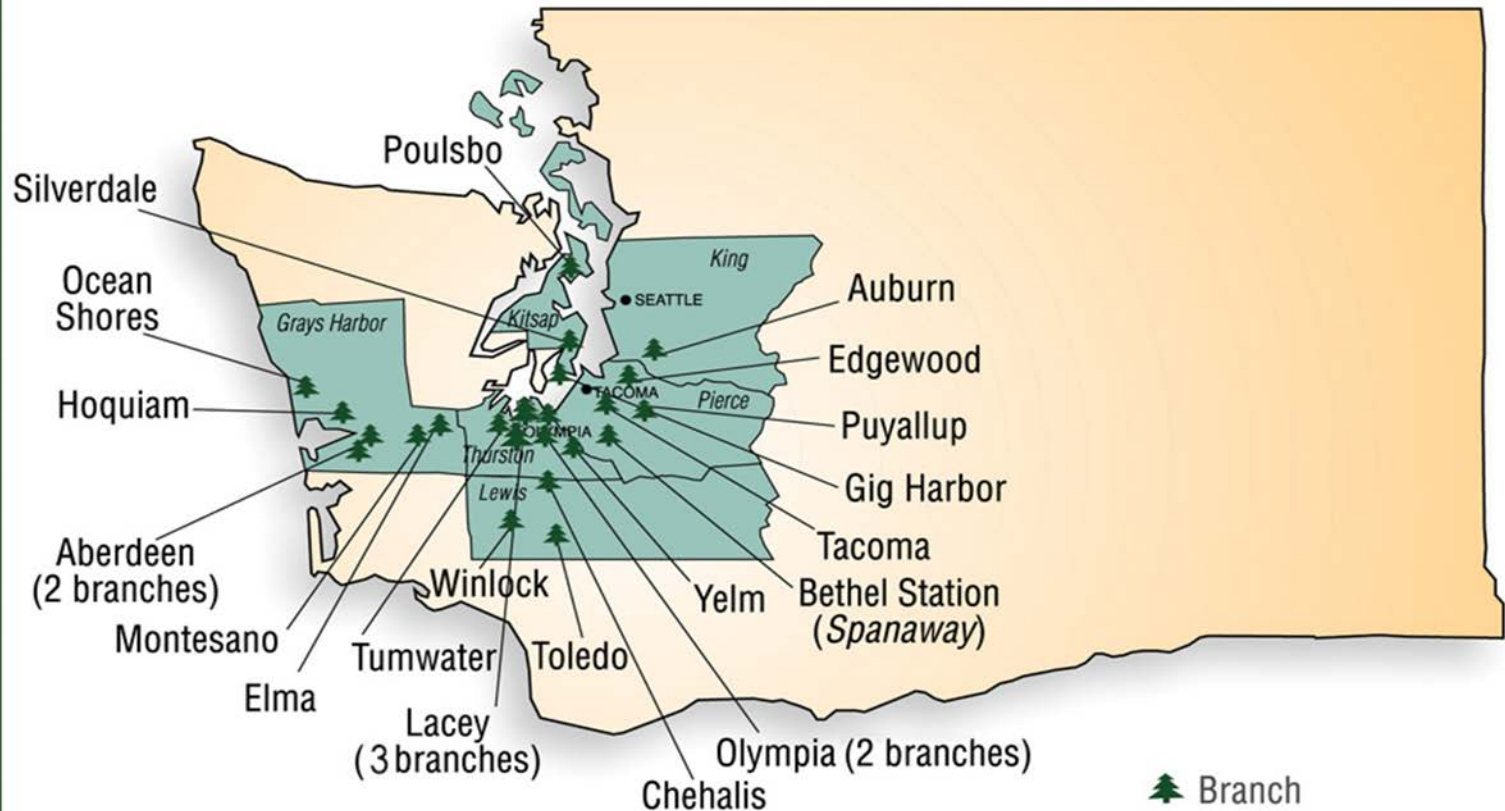 Poulsbo
Silverdale
Ocean
Shores
Hoquiam
Aberdeen
(2 branches)
Montesano
Elma
Tumwater
Winlock
Lacey
(3 branches)
Toledo
Chehalis
Olympia (2 branches)
Yelm
Bethel Station
(Spanaway)
Tacoma
Gig Harbor
Puyallup
Edgewood
Auburn
King
SEATTLE
Kitsap
Grays Harbor
TACOMA
Pierce
OLYMPIA
Thurston
Lewis
Branch